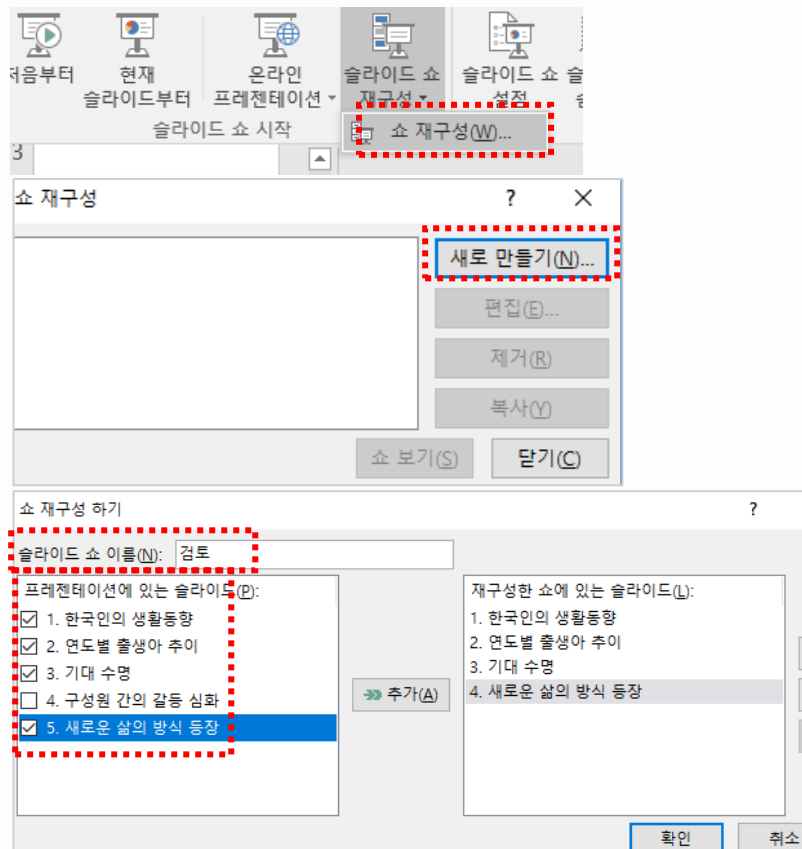 처음부터 현재 슬라이드부터 온라인 프레젠테이션 슬라이드 쇼 재구성 슬라이드 쇼 설정
슬라이드 쇼 시작
쇼 재구성(W)...
3
쇼 재구성 ?
새로 만들기(N)...
편집(E)...
제거(R)
복사(Y)
쇼 보기(S) 닫기(C)
쇼 재구성 하기 ?
슬라이드 쇼 이름(N): 검토
프레젠테이션에 있는 슬라이드(P):
1. 한국인의 생활동향
2. 연도별 출생아 추이
3. 기대 수명
4. 구성원 간의 갈등 심화
5. 새로운 삶의 방식 등장
추가(A)
재구성한 쇼에 있는 슬라이드(L):
1. 한국인의 생활동향
2. 연도별 출생아 추이
3. 기대 수명
4. 새로운 삶의 방식 등장
확인 취소